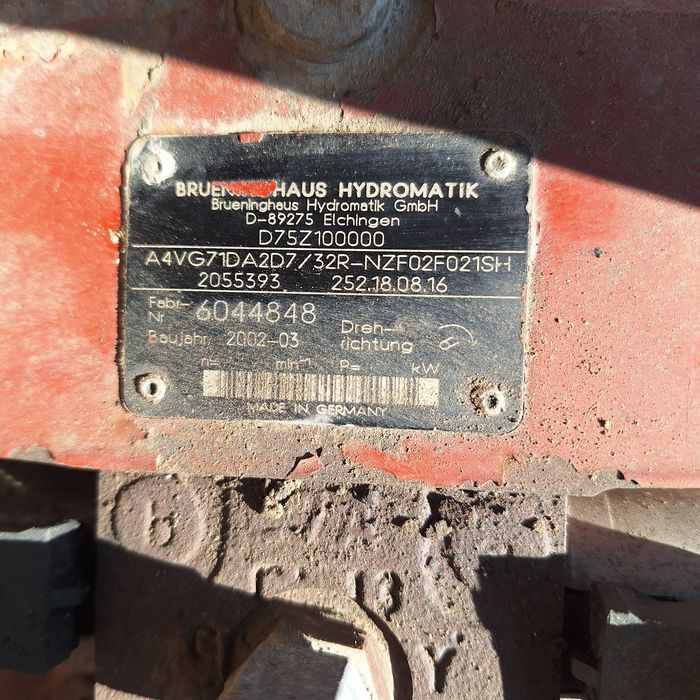 BRUENINGHAUS HYDROMATIK
Brueninghaus Hydromatik GmbH
D-89275 Elchingen
D75Z100000
A4VG71DA2D7/32R-NZF02F021SH
2055393 252.18.08.16
Fabr-Nr 6044848
Baujahr 2002-03 Dreh-richtung
n= min⁻¹ P= kW
MADE IN GERMANY